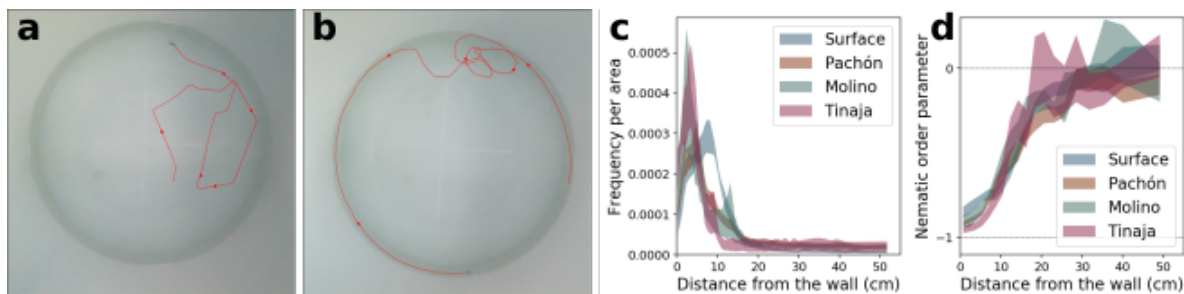 a
b
c
d
Frequency per area
0.0005
0.0004
0.0003
0.0002
0.0001
0.0000
Surface
Pachón
Molino
Tinaja
0 10 20 30 40 50
Distance from the wall (cm)
Nematic order parameter
0
−1
Surface
Pachón
Molino
Tinaja
0 10 20 30 40 50
Distance from the wall (cm)